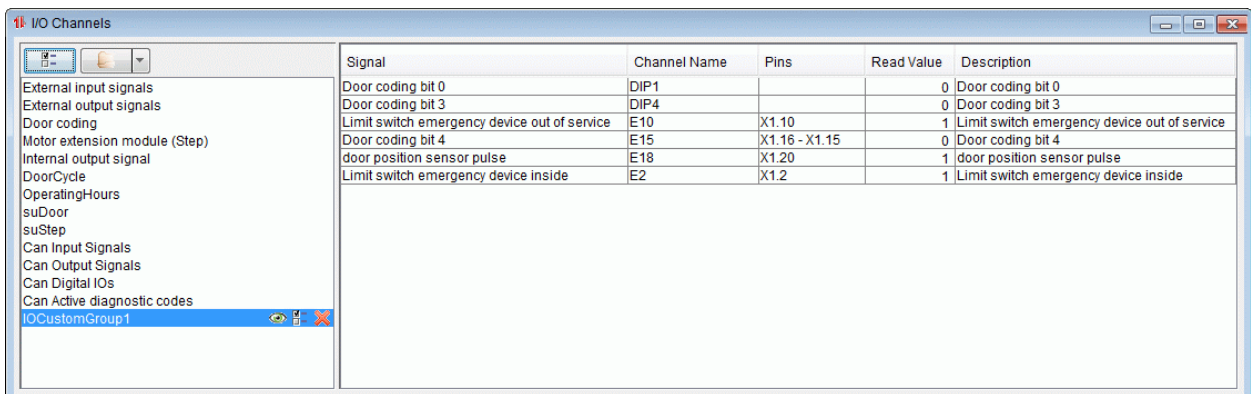 I/O Channels
Signal Channel Name Pins Read Value Description
External input signals
External output signals
Door coding
Motor extension module (Step)
Internal output signal
DoorCycle
OperatingHours
suDoor
suStep
Can Input Signals
Can Output Signals
Can Digital IOs
Can Active diagnostic codes
IOCustomGroup1
Door coding bit 0 DIP1 0 Door coding bit 0
Door coding bit 3 DIP4 0 Door coding bit 3
Limit switch emergency device out of service E10 X1.10 1 Limit switch emergency device out of service
Door coding bit 4 E15 X1.16 - X1.15 0 Door coding bit 4
door position sensor pulse E18 X1.20 1 door position sensor pulse
Limit switch emergency device inside E2 X1.2 1 Limit switch emergency device inside